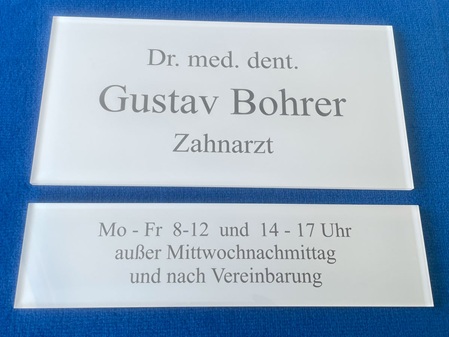 Dr. med. dent.
Gustav Bohrer
Zahnarzt
Mo - Fr 8-12 und 14 - 17 Uhr
außer Mittwochnachmittag
und nach Vereinbarung